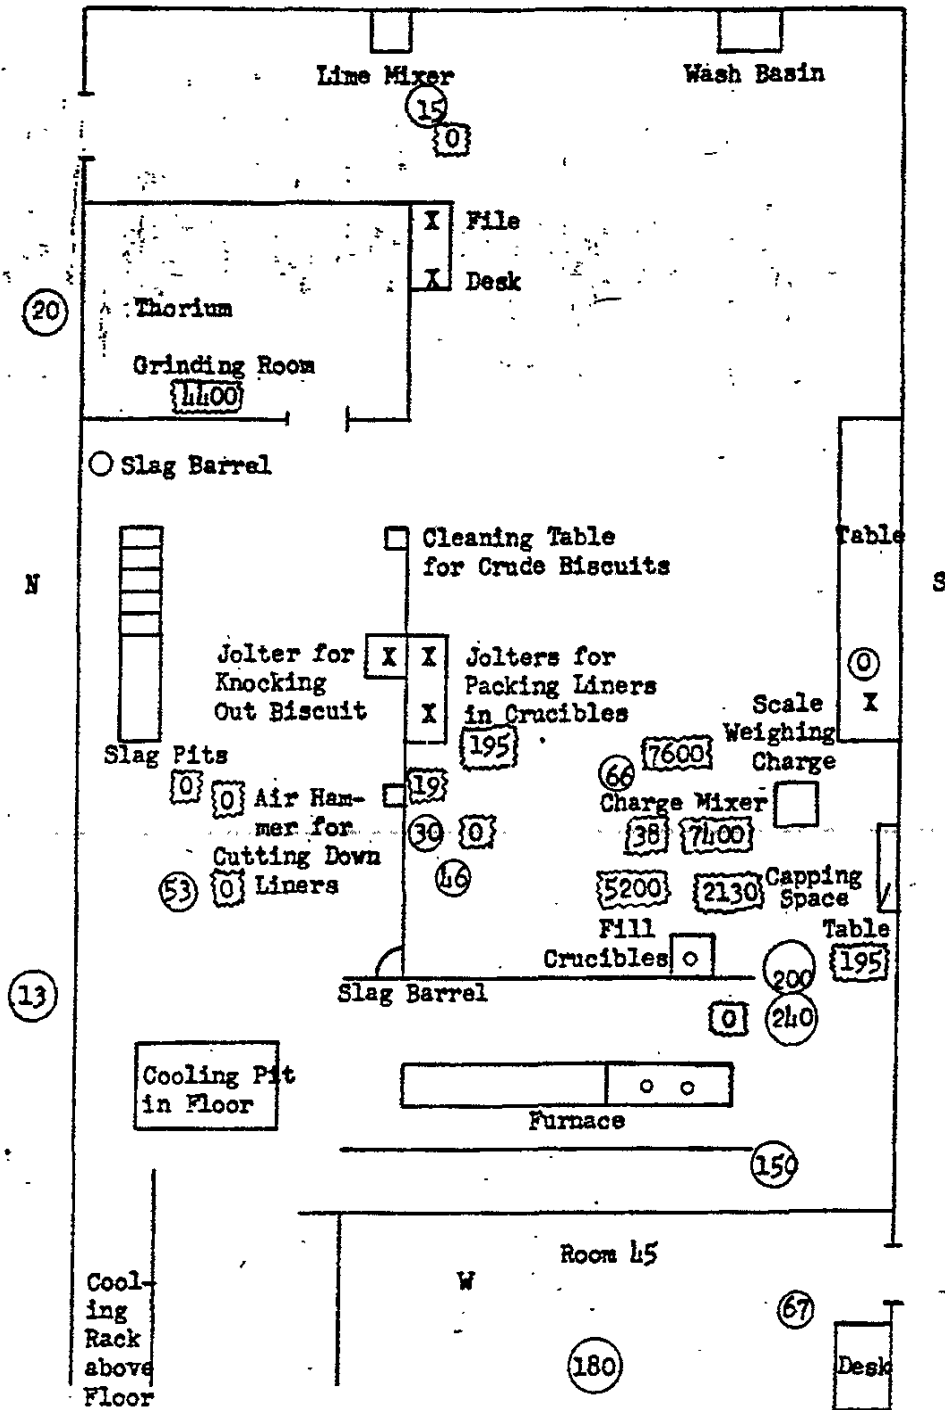 Lime Mixer
Wash Basin
15
0
X File
X Desk
20
Thorium
Grinding Room
4400
Slag Barrel
Cleaning Table
for Crude Biscuits
Table
N
S
Jolter for
Knocking
Out Biscuit
X
X
X
Jolters for
Packing Liners
in Crucibles
195
0
X
Scale
Weighing
Charge
Slag Pits
0
0
Air Ham-
mer for
Cutting Down
Liners
53
0
19
30
0
46
66
7600
Charge Mixer
38
7400
5200
2130
Capping
Space
Fill
Crucibles
Table
195
200
240
0
13
Slag Barrel
Cooling Pit
in Floor
Furnace
150
Room 45
W
67
180
Desk
Cool-
ing
Rack
above
Floor